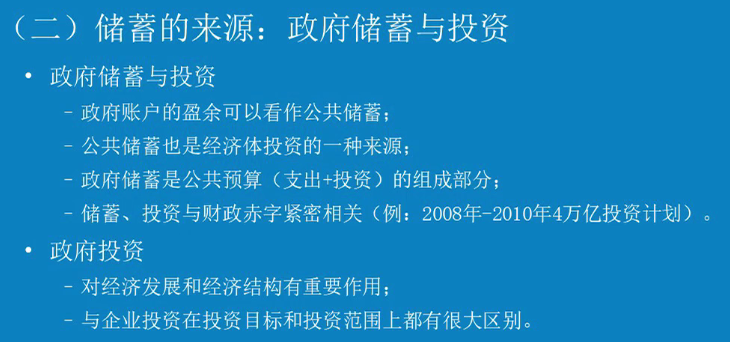 （二）储蓄的来源：政府储蓄与投资
• 政府储蓄与投资
– 政府账户的盈余可以看作公共储蓄；
– 公共储蓄也是经济体投资的一种来源；
– 政府储蓄是公共预算（支出+投资）的组成部分；
– 储蓄、投资与财政赤字紧密相关（例：2008年-2010年4万亿投资计划）。
• 政府投资
– 对经济发展和经济结构有重要作用；
– 与企业投资在投资目标和投资范围上都有很大区别。